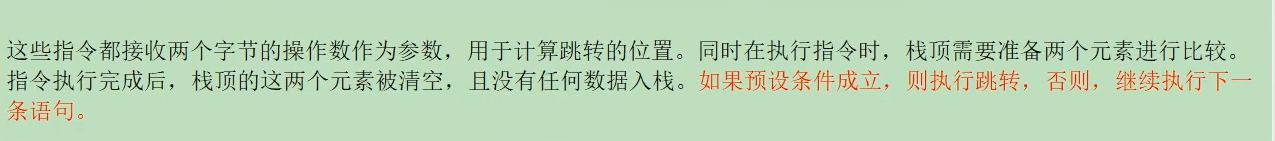 这些指令都接收两个字节的操作数作为参数，用于计算跳转的位置。同时在执行指令时，栈顶需要准备两个元素进行比较。
指令执行完成后，栈顶的这两个元素被清空，且没有任何数据入栈。如果预设条件成立，则执行跳转，否则，继续执行下一
条语句。